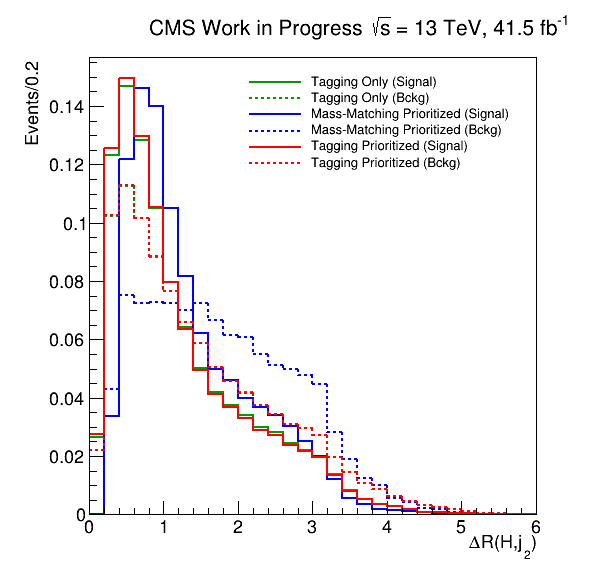 CMS Work in Progress √s = 13 TeV, 41.5 fb⁻¹
Events/0.2
Tagging Only (Signal)
Tagging Only (Bckg)
Mass-Matching Prioritized (Signal)
Mass-Matching Prioritized (Bckg)
Tagging Prioritized (Signal)
Tagging Prioritized (Bckg)
0.14
0.12
0.1
0.08
0.06
0.04
0.02
0
0 1 2 3 4 5 6
ΔR(H,j₂)